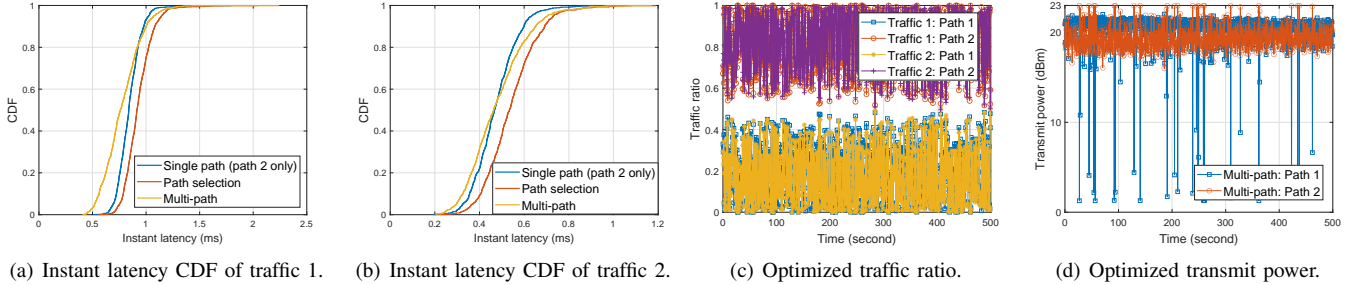 CDF
1
0.8
0.6
0.4
0.2
0
Single path (path 2 only)
Path selection
Multi-path
0 0.5 1 1.5 2 2.5
Instant latency (ms)
(a) Instant latency CDF of traffic 1.
CDF
1
0.8
0.6
0.4
0.2
0
Single path (path 2 only)
Path selection
Multi-path
0 0.2 0.4 0.6 0.8 1 1.2
Instant latency (ms)
(b) Instant latency CDF of traffic 2.
Traffic ratio
1
0.8
0.6
0.4
0.2
0
Traffic 1: Path 1
Traffic 1: Path 2
Traffic 2: Path 1
Traffic 2: Path 2
0 100 200 300 400 500
Time (second)
(c) Optimized traffic ratio.
Transmit power (dBm)
23
20
10
0
Multi-path: Path 1
Multi-path: Path 2
0 100 200 300 400 500
Time (second)
(d) Optimized transmit power.